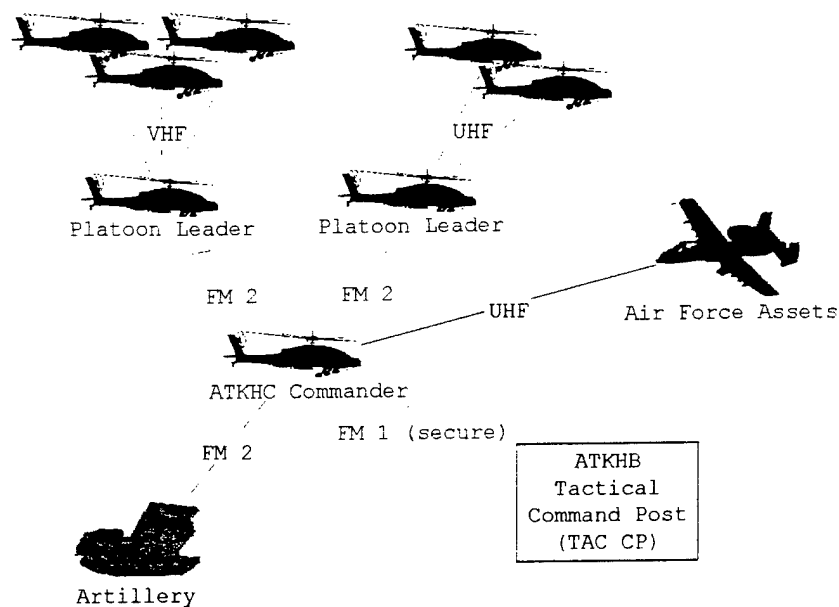 VHF
UHF
Platoon Leader
Platoon Leader
FM 2
FM 2
UHF
Air Force Assets
ATKHC Commander
FM 2
FM 1 (secure)
ATKHB
Tactical
Command Post
(TAC CP)
Artillery